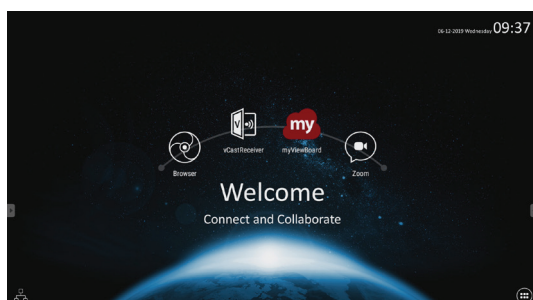 06-12-2019 Wednesday 09:37
my
Browser
vCastReceiver
myViewBoard
Zoom
Welcome
Connect and Collaborate